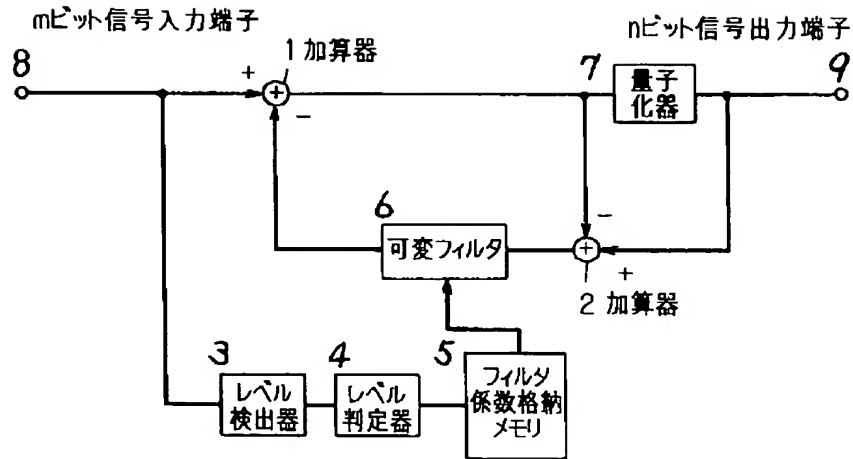 mビット信号入力端子
nビット信号出力端子
8
+
1 加算器
+
−
7
量子
化器
9
6
可変フィルタ
−
+
+
2 加算器
3
レベル
検出器
4
レベル
判定器
5
フィルタ
係数格納
メモリ